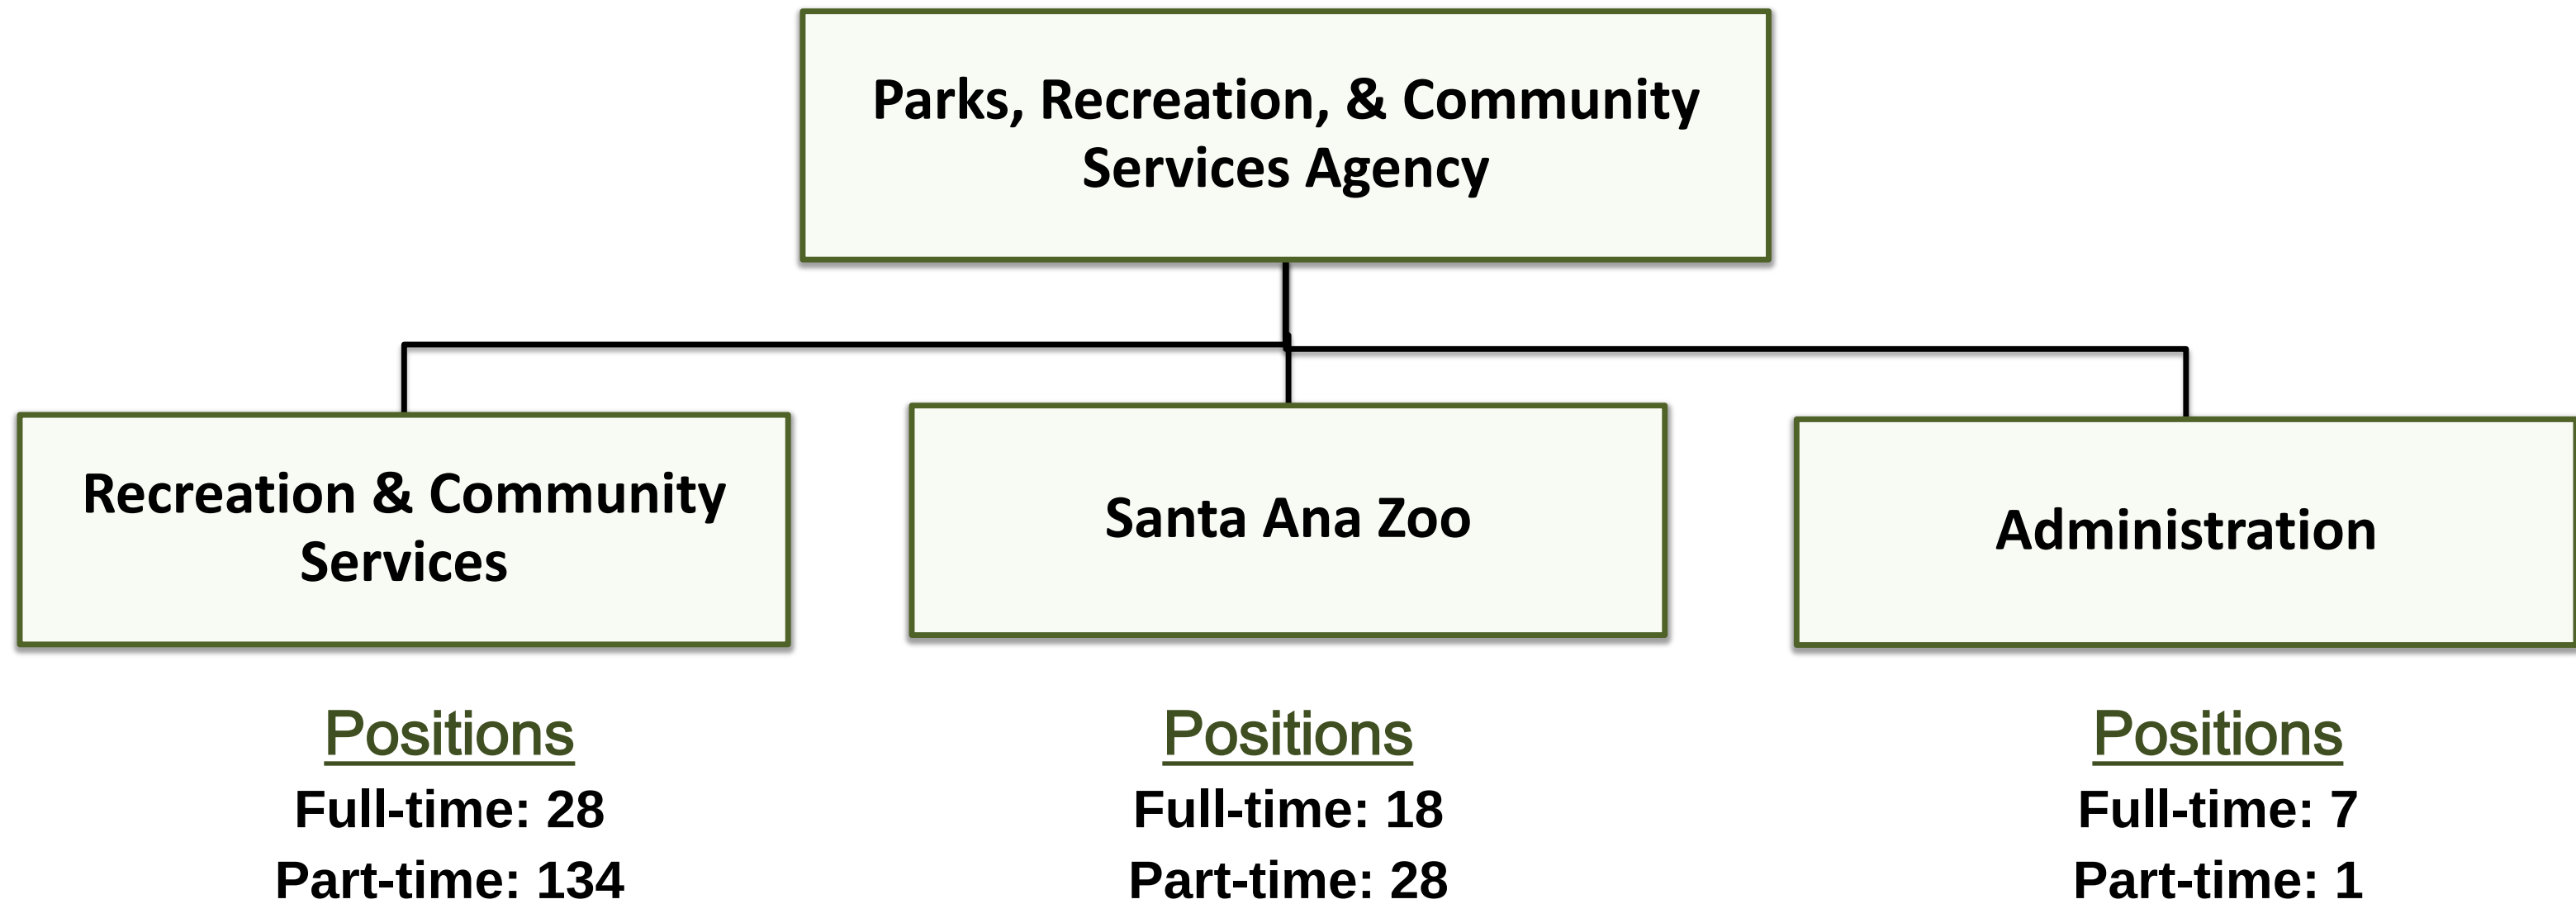 Parks, Recreation, & Community
Services Agency
Recreation & Community
Services
Santa Ana Zoo
Administration
Positions
Full-time: 28
Part-time: 134
Positions
Full-time: 18
Part-time: 28
Positions
Full-time: 7
Part-time: 1